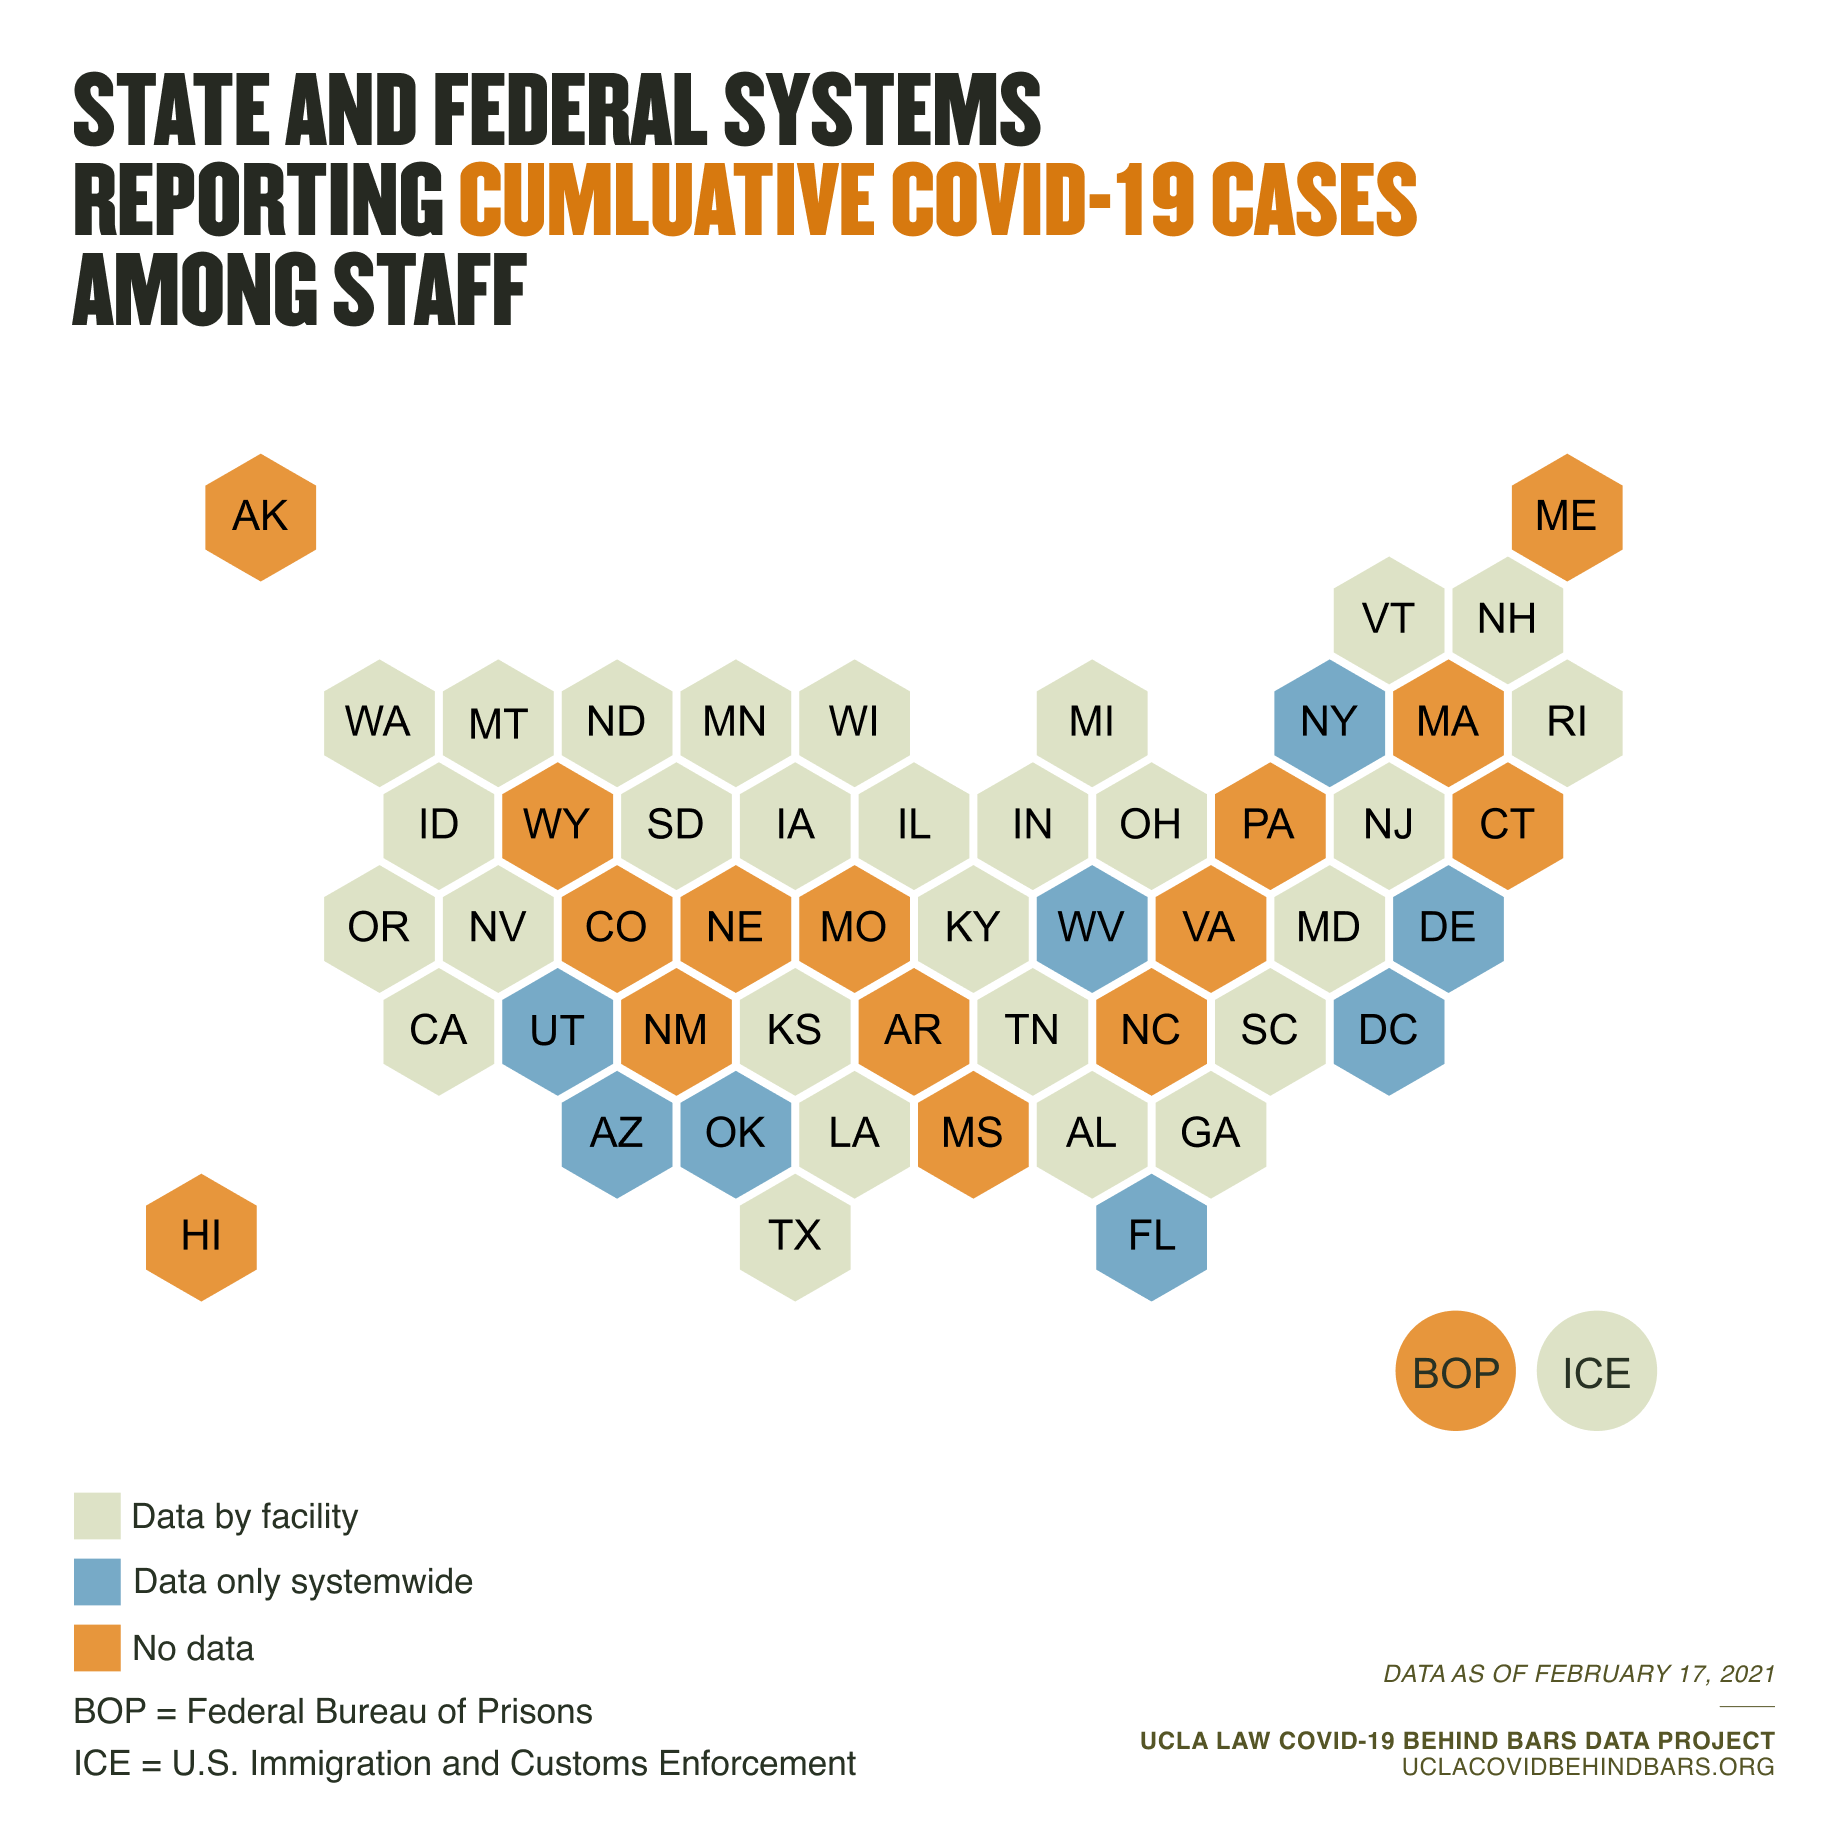 STATE AND FEDERAL SYSTEMS
REPORTING CUMLUATIVE COVID-19 CASES
AMONG STAFF
AK
ME
VT NH
WA MT ND MN WI MI NY MA RI
ID WY SD IA IL IN OH PA NJ CT
OR NV CO NE MO KY WV VA MD DE
CA UT NM KS AR TN NC SC DC
AZ OK LA MS AL GA
HI TX FL
BOP ICE
Data by facility
Data only systemwide
No data
BOP = Federal Bureau of Prisons
ICE = U.S. Immigration and Customs Enforcement
DATA AS OF FEBRUARY 17, 2021
UCLA LAW COVID-19 BEHIND BARS DATA PROJECT
UCLACOVIDBEHINDBARS.ORG